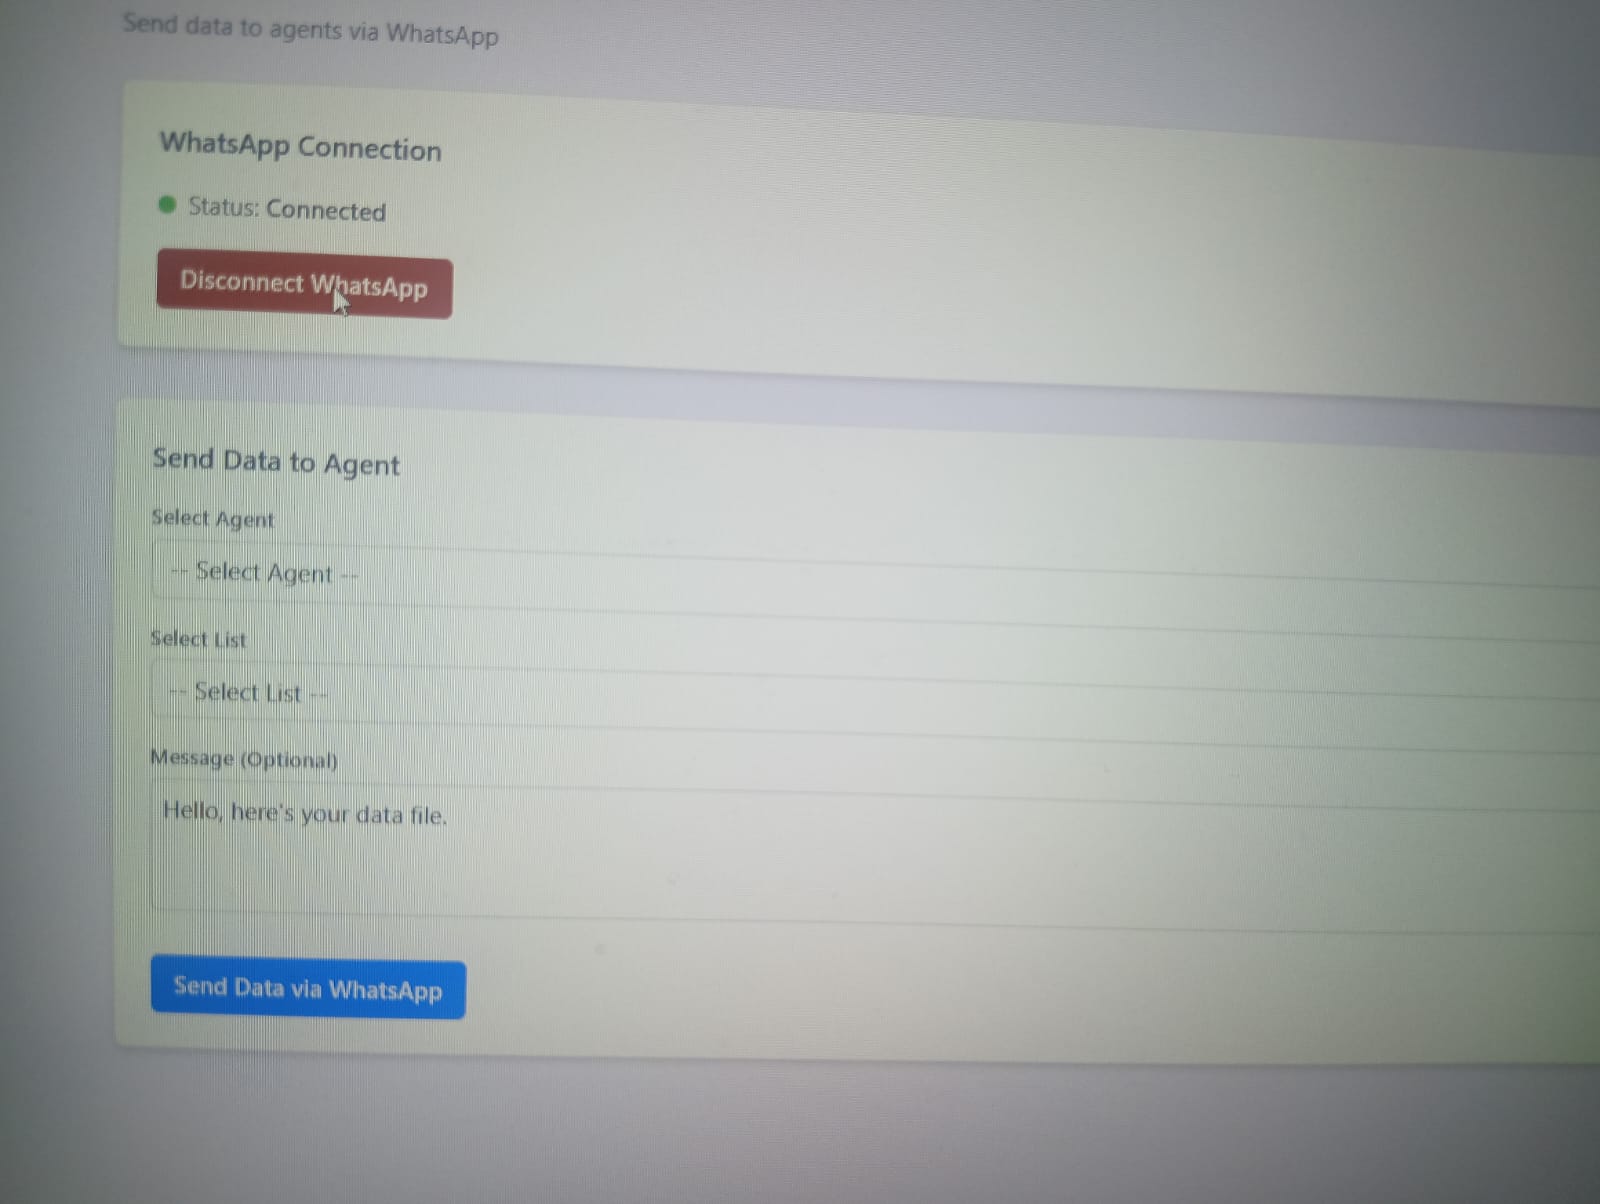 Send data to agents via WhatsApp
WhatsApp Connection
Status: Connected
Disconnect WhatsApp
Send Data to Agent
Select Agent
-- Select Agent --
Select List
-- Select List --
Message (Optional)
Hello, here's your data file.
Send Data via WhatsApp